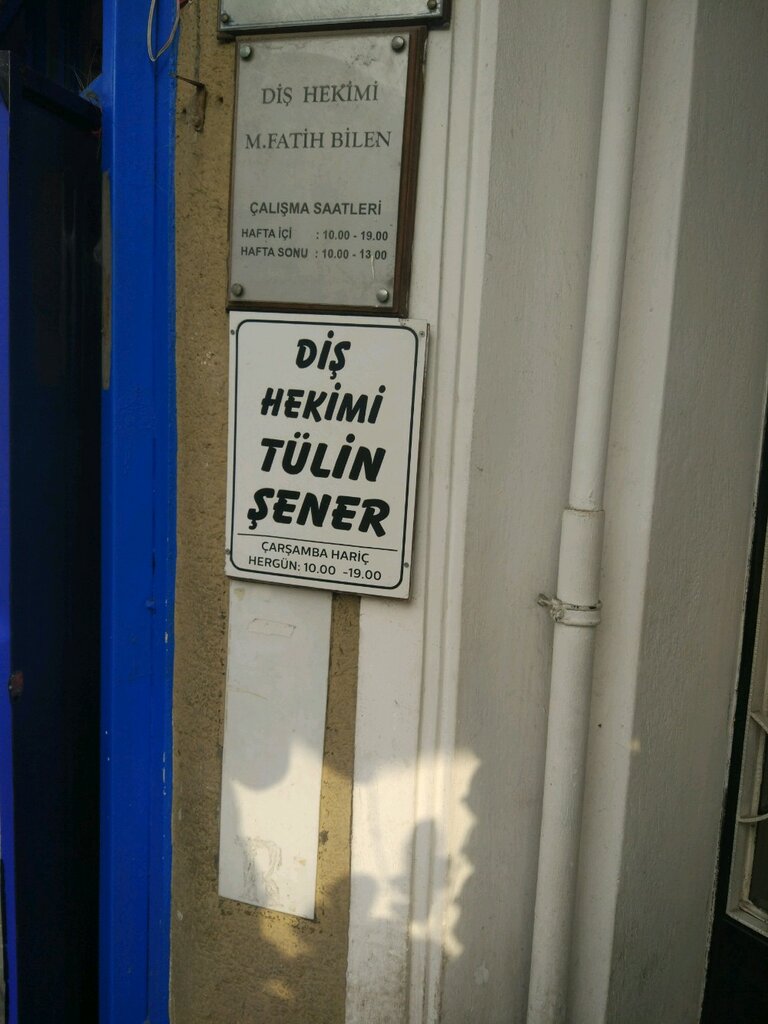 DİŞ HEKİMİ
M.FATİH BİLEN
ÇALIŞMA SAATLERİ
HAFTA İÇİ : 10.00 - 19.00
HAFTA SONU : 10.00 - 13.00
DİŞ
HEKİMİ
TÜLİN
ŞENER
ÇARŞAMBA HARİÇ
HERGÜN: 10.00 -19.00